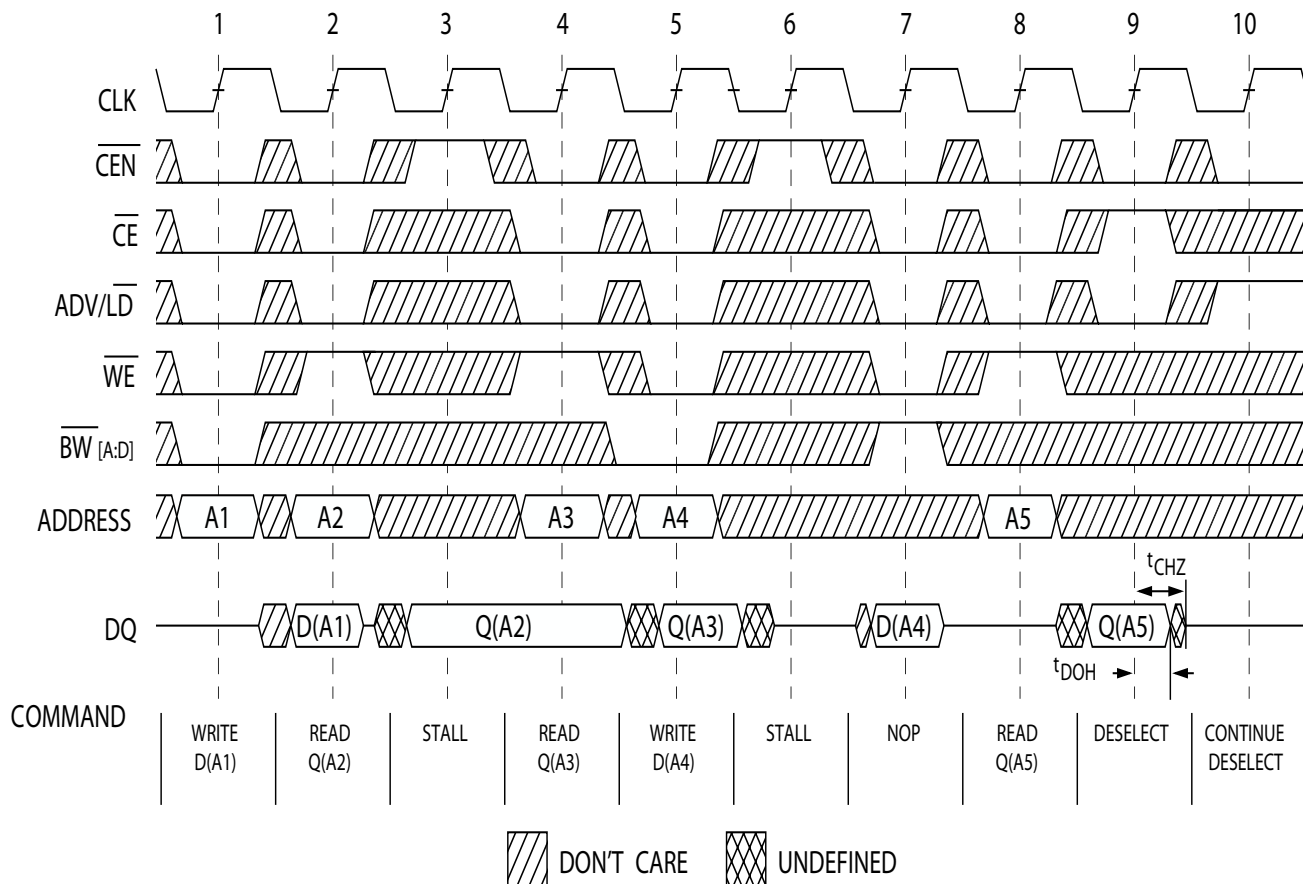 1 2 3 4 5 6 7 8 9 10
CLK
CEN
CE
ADV/LD
WE
BW [A:D]
ADDRESS A1 A2 A3 A4 A5
tCHZ
DQ D(A1) Q(A2) Q(A3) D(A4) Q(A5)
tDOH
COMMAND
WRITE READ STALL READ WRITE STALL NOP READ DESELECT CONTINUE
D(A1) Q(A2) Q(A3) D(A4) Q(A5) DESELECT
DON'T CARE UNDEFINED